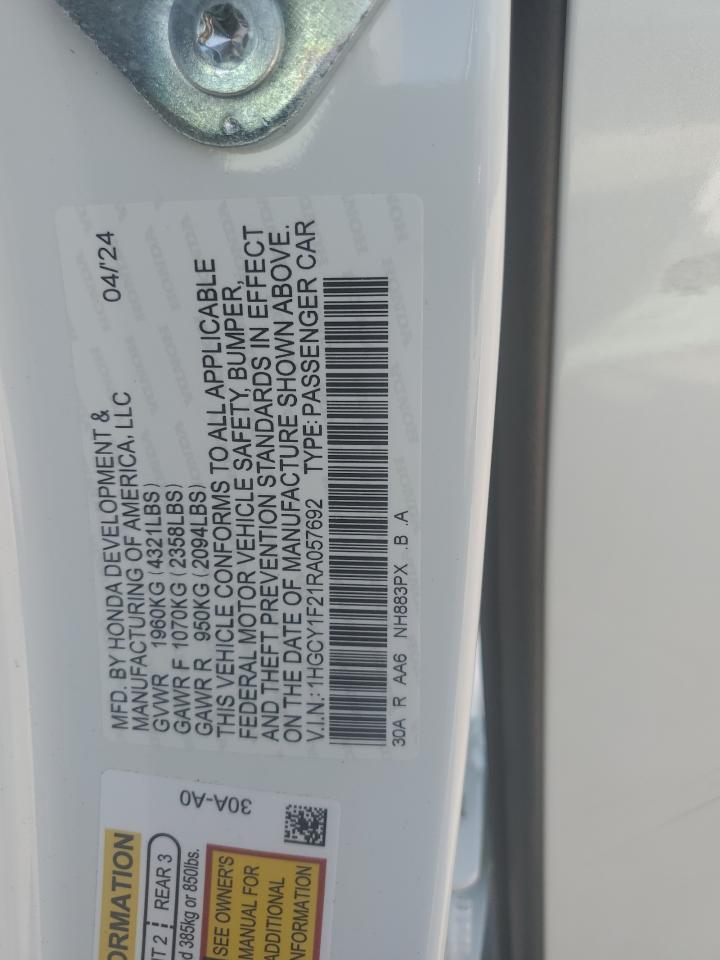 04/'24
MFD. BY HONDA DEVELOPMENT &
MANUFACTURING OF AMERICA, LLC
GVWR 1960KG (4321LBS)
GAWR F 1070KG (2358LBS)
GAWR R 950KG (2094LBS)
THIS VEHICLE CONFORMS TO ALL APPLICABLE
FEDERAL MOTOR VEHICLE SAFETY, BUMPER,
AND THEFT PREVENTION STANDARDS IN EFFECT
ON THE DATE OF MANUFACTURE SHOWN ABOVE.
V.I.N.: 1HGCY1F21RA057692 TYPE: PASSENGER CAR
30A R AA6 NH883PX .B .A
30A-A0
ORMATION
NT 2 REAR 3
d 385kg or 850lbs.
SEE OWNER'S
MANUAL FOR
ADDITIONAL
NFORMATION
HONDA